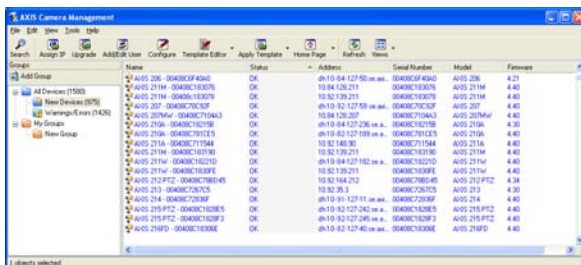 AXIS Camera Management
File Edit View Tools Help
Search Assign IP Upgrade Add/Edit User Configure Template Editor Apply Template Home Page Refresh Views
Groups
Add Group
All Devices (1500)
New Devices (975)
Warnings/Errors (1426)
My Groups
New Group
Name Status Address Serial Number Model Firmware
AXIS 206 - 00408C6F40A0 OK 00408C6F40A0 AXIS 206 4.21
AXIS 211M - 00408C183076 OK 10.84.128.211 00408C183076 AXIS 211M 4.40
AXIS 211M - 00408C183078 OK 10.92.139.211 00408C183078 AXIS 211M 4.40
AXIS 207 - 00408C70C92F OK 00408C70C92F AXIS 207 4.40
AXIS 207MW - 00408C7104A3 OK 10.84.128.207 00408C7104A3 AXIS 207MW 4.40
AXIS 210A - 00408C18215B OK 00408C18215B AXIS 210A 4.30
AXIS 210A - 00408C781CE5 OK 00408C781CE5 AXIS 210A 4.40
AXIS 211A - 00408C711544 OK 10.92.148.90 00408C711544 AXIS 211A 4.40
AXIS 211M - 00408C183190 OK 10.92.139.211 00408C183190 AXIS 211M 4.40
AXIS 211W - 00408C18221D OK 00408C18221D AXIS 211W 4.40
AXIS 211W - 00408C1830FE OK 10.92.139.211 00408C1830FE AXIS 211W 4.40
AXIS 212 PTZ - 00408C79BD45 OK 10.92.164.212 00408C79BD45 AXIS 212 PTZ 4.34
AXIS 213 - 00408C7267C5 OK 10.92.35.3 00408C7267C5 AXIS 213 4.30
AXIS 214 - 00408C72836F OK 00408C72836F AXIS 214 4.40
AXIS 215 PTZ - 00408C1828E5 OK 00408C1828E5 AXIS 215 PTZ 4.40
AXIS 215 PTZ - 00408C1828F3 OK 00408C1828F3 AXIS 215 PTZ 4.40
AXIS 216FD - 00408C18306E OK 00408C18306E AXIS 216FD 4.40
objects selected